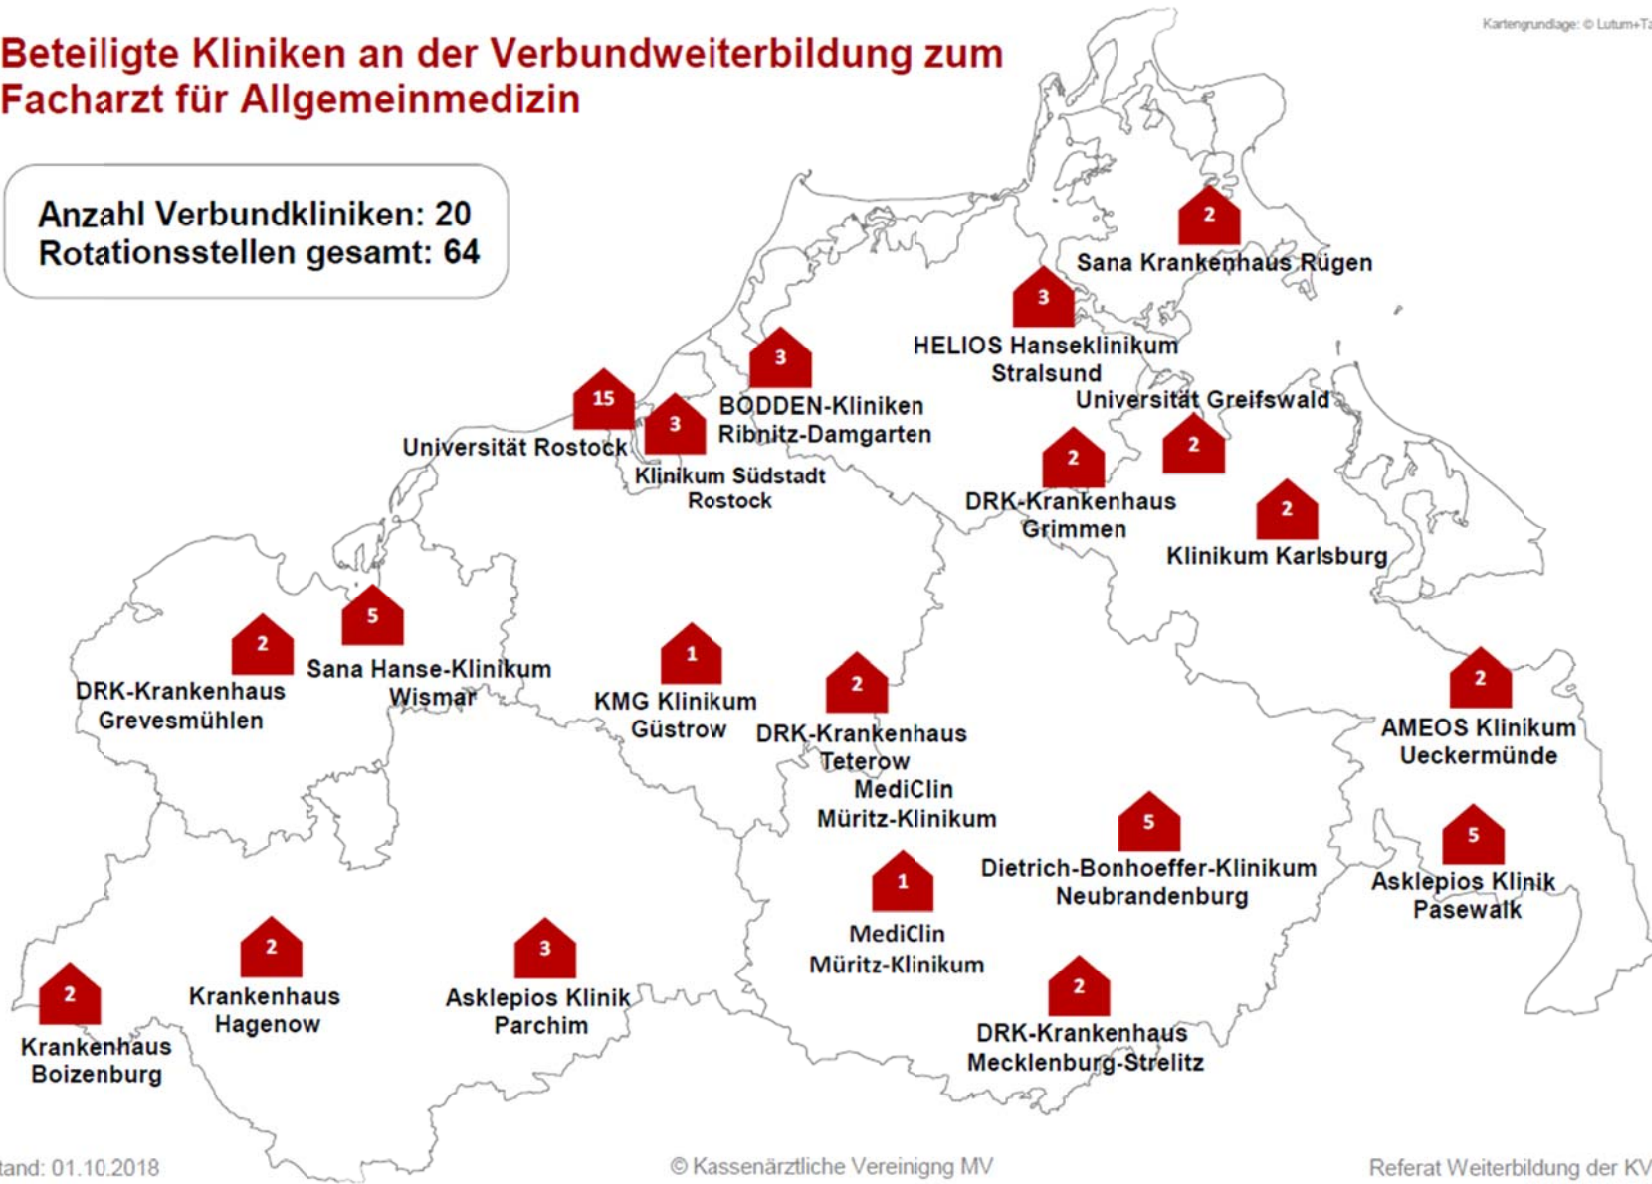 Kartengrundlage: © Lutum+Ta
Beteiligte Kliniken an der Verbundweiterbildung zum
Facharzt für Allgemeinmedizin
Anzahl Verbundkliniken: 20
Rotationsstellen gesamt: 64
2
Sana Krankenhaus Rügen
3
HELIOS Hanseklinikum
Stralsund
3
BODDEN-Kliniken
Ribnitz-Damgarten
15
Universität Rostock
3
Klinikum Südstadt
Rostock
Universität Greifswald
2
2
DRK-Krankenhaus
Grimmen
2
Klinikum Karlsburg
5
Sana Hanse-Klinikum
Wismar
2
DRK-Krankenhaus
Grevesmühlen
1
KMG Klinikum
Güstrow
2
DRK-Krankenhaus
Teterow
MediClin
Müritz-Klinikum
2
AMEOS Klinikum
Ueckermünde
5
Dietrich-Bonhoeffer-Klinikum
Neubrandenburg
5
Asklepios Klinik
Pasewalk
1
MediClin
Müritz-Klinikum
2
Krankenhaus
Hagenow
3
Asklepios Klinik
Parchim
2
Krankenhaus
Boizenburg
2
DRK-Krankenhaus
Mecklenburg-Strelitz
tand: 01.10.2018
© Kassenärztliche Vereinigng MV
Referat Weiterbildung der KV